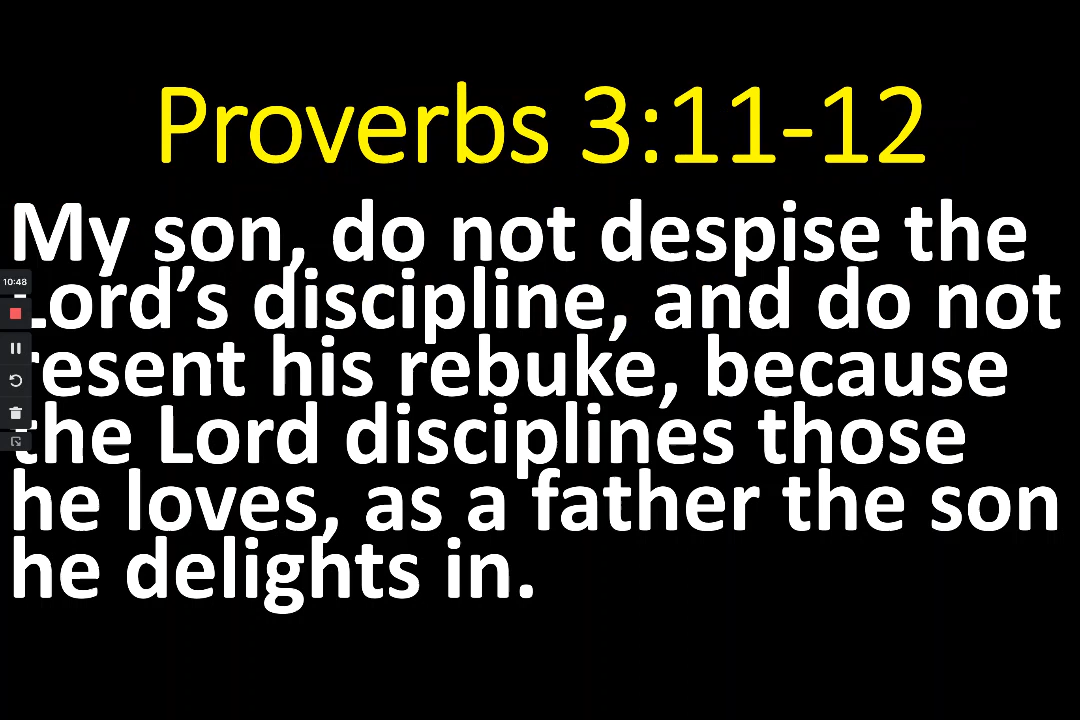 Proverbs 3:11-12
My son, do not despise the
10:48
Lord’s discipline, and do not
resent his rebuke, because
the Lord disciplines those
he loves, as a father the son
he delights in.